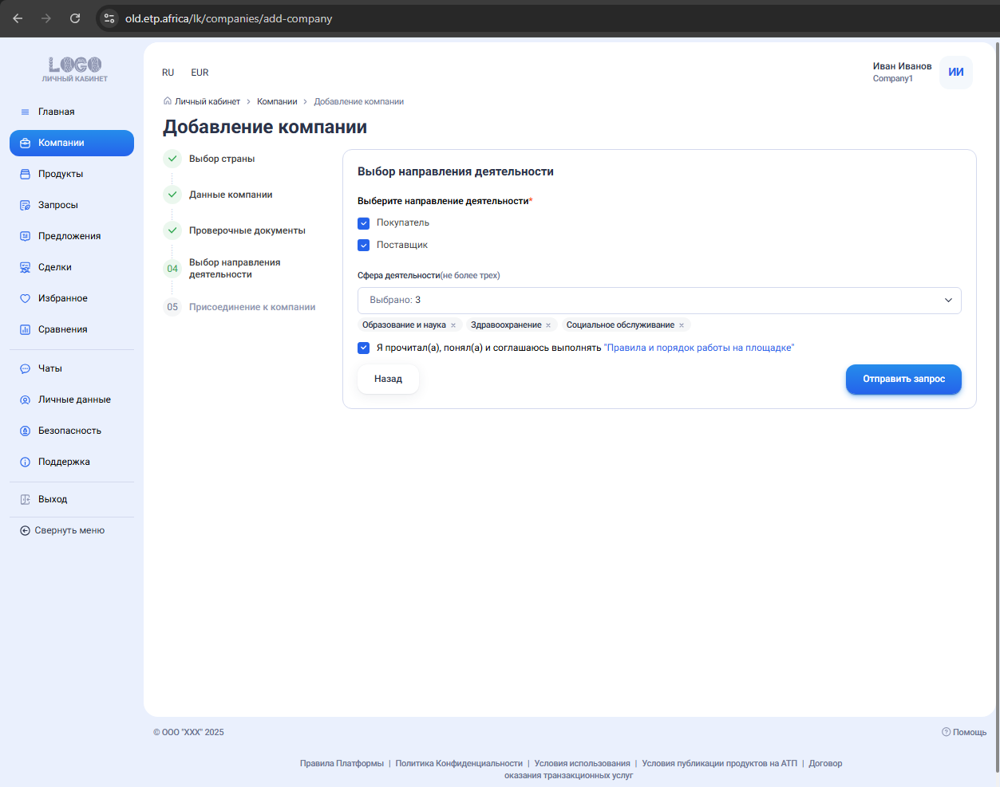 old.etp.africa/lk/companies/add-company
LOGO
ЛИЧНЫЙ КАБИНЕТ
Главная
Компании
Продукты
Запросы
Предложения
Сделки
Избранное
Сравнения
Чаты
Личные данные
Безопасность
Поддержка
Выход
Свернуть меню
RU EUR
Иван Иванов
Company1
ИИ
Личный кабинет > Компании > Добавление компании
Добавление компании
Выбор страны
Данные компании
Проверочные документы
04 Выбор направления
деятельности
05 Присоединение к компании
Выбор направления деятельности
Выберите направление деятельности*
Покупатель
Поставщик
Сфера деятельности(не более трех)
Выбрано: 3
Образование и наука × Здравоохранение × Социальное обслуживание ×
Я прочитал(а), понял(а) и соглашаюсь выполнять "Правила и порядок работы на площадке"
Назад
Отправить запрос
© ООО "ХХХ" 2025
Помощь
Правила Платформы | Политика Конфиденциальности | Условия использования | Условия публикации продуктов на АТП | Договор
оказания транзакционных услуг